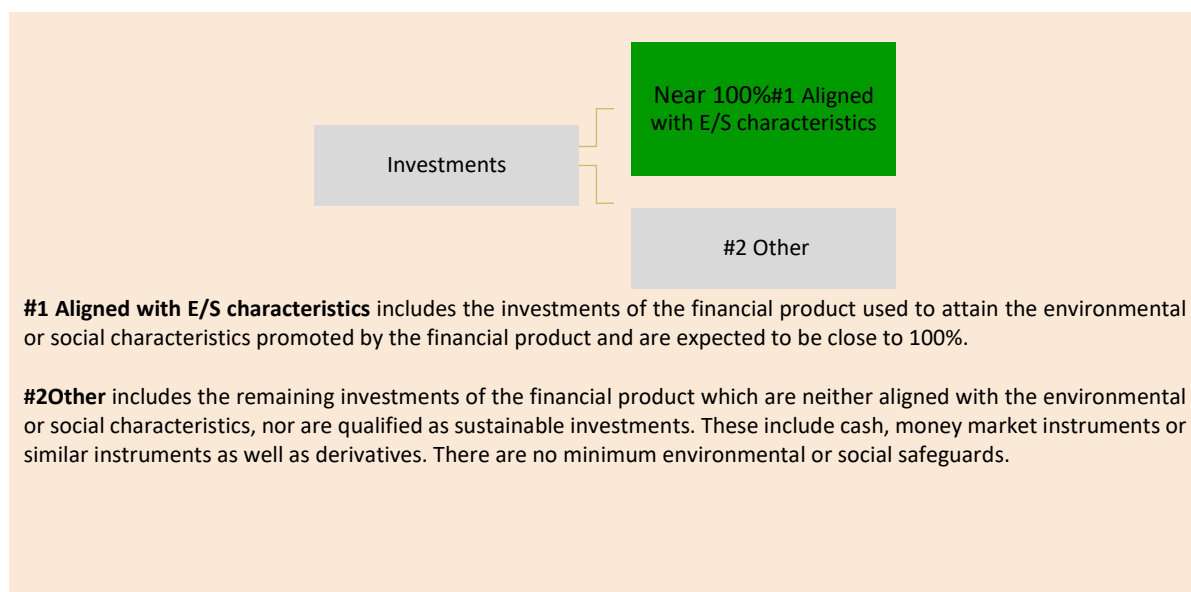 Near 100%#1 Aligned
with E/S characteristics
Investments
#2 Other
#1 Aligned with E/S characteristics includes the investments of the financial product used to attain the environmental
or social characteristics promoted by the financial product and are expected to be close to 100%.
#2Other includes the remaining investments of the financial product which are neither aligned with the environmental
or social characteristics, nor are qualified as sustainable investments. These include cash, money market instruments or
similar instruments as well as derivatives. There are no minimum environmental or social safeguards.